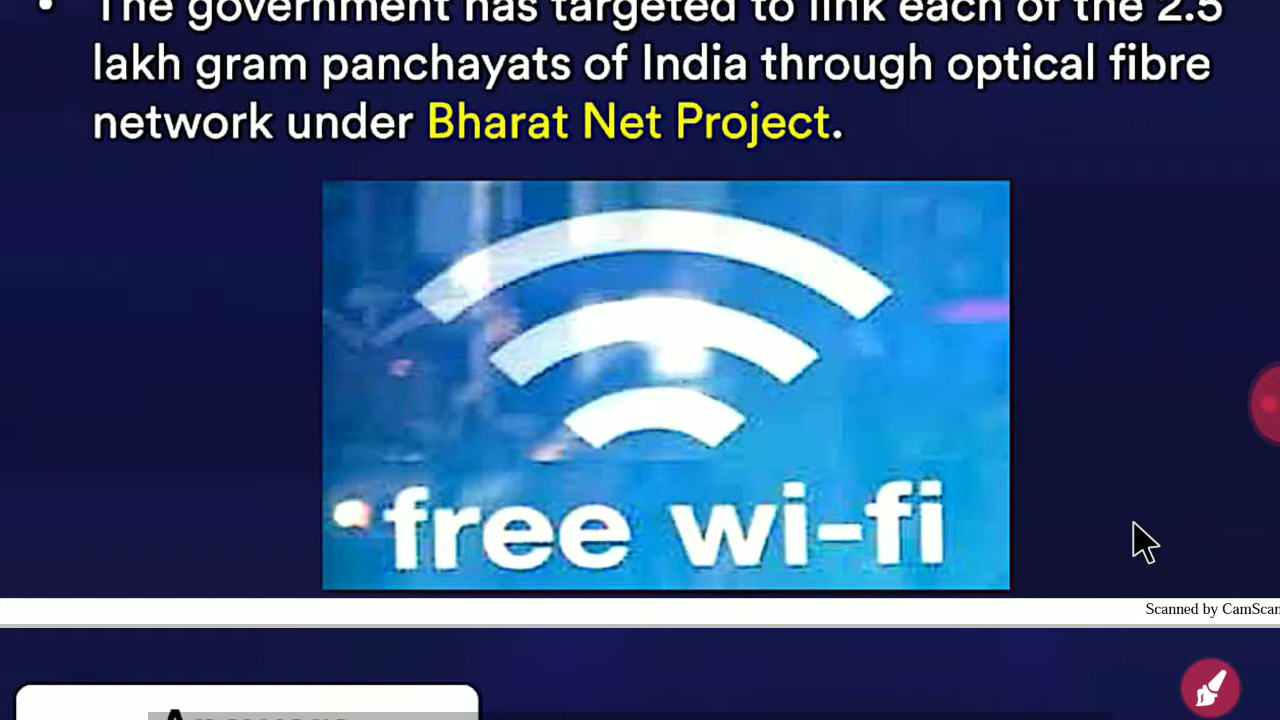 The government has targeted to link each of the 2.5
lakh gram panchayats of India through optical fibre
network under Bharat Net Project.
free wi-fi
Scanned by CamScan